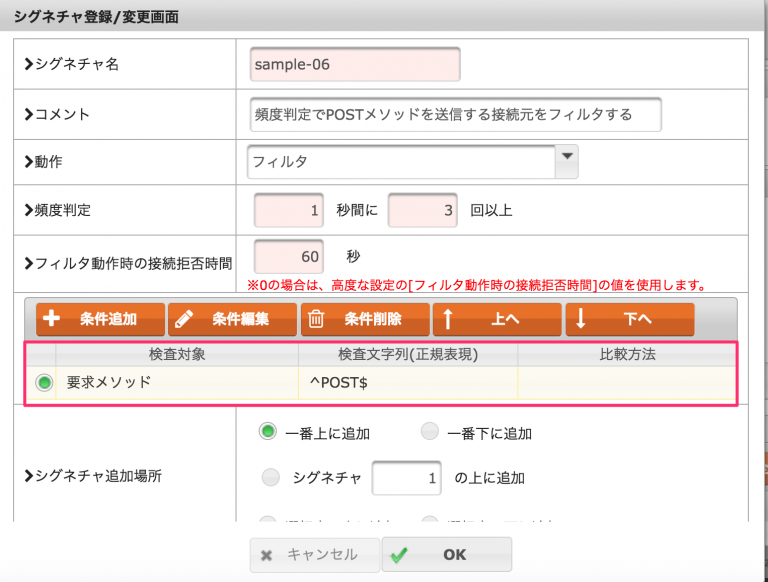 シグネチャ登録/変更画面
シグネチャ名
sample-06
コメント
頻度判定でPOSTメソッドを送信する接続元をフィルタする
動作
フィルタ
頻度判定
1 秒間に 3 回以上
フィルタ動作時の接続拒否時間
60 秒
※0の場合は、高度な設定の[フィルタ動作時の接続拒否時間]の値を使用します。
条件追加 条件編集 条件削除 上へ 下へ
検査対象 検査文字列(正規表現) 比較方法
要求メソッド ^POST$
一番上に追加 一番下に追加
シグネチャ追加場所
シグネチャ 1 の上に追加
キャンセル OK